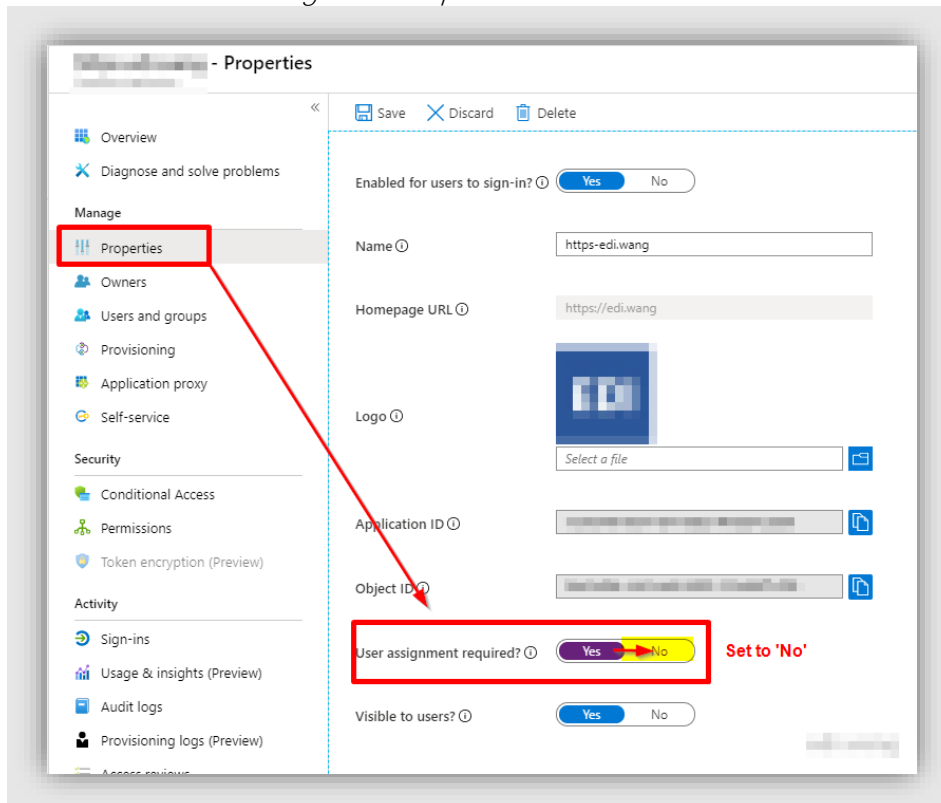 - Properties
«
Save Discard Delete
Overview
Diagnose and solve problems
Enabled for users to sign-in? Yes No
Manage
Properties
Name
https-edi.wang
Owners
Users and groups
Homepage URL
https://edi.wang
Provisioning
Application proxy
Self-service
Logo
Select a file
Security
Conditional Access
Permissions
Application ID
Token encryption (Preview)
Object ID
Activity
Sign-ins
User assignment required? Yes No
Set to 'No'
Usage & insights (Preview)
Audit logs
Visible to users? Yes No
Provisioning logs (Preview)
Access reviews